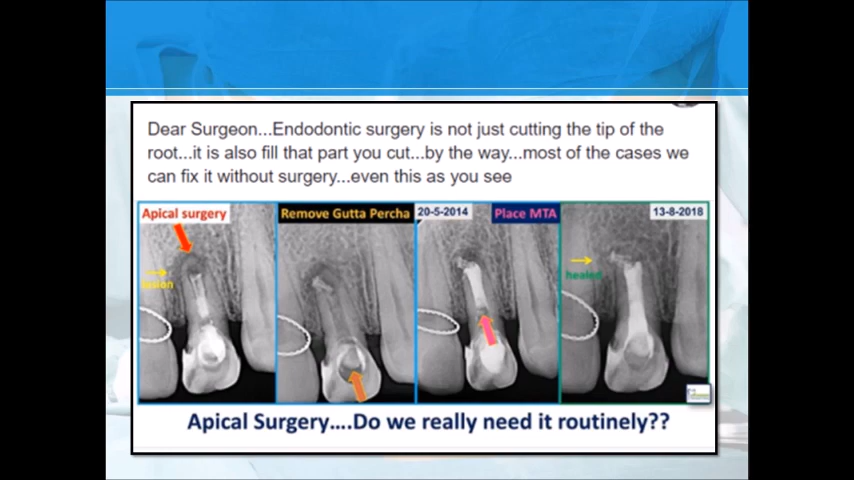 Dear Surgeon...Endodontic surgery is not just cutting the tip of the
root...it is also fill that part you cut...by the way...most of the cases we
can fix it without surgery...even this as you see
Apical surgery
Remove Gutta Percha
20-5-2014
Place MTA
13-8-2018
lesion
healed
Apical Surgery....Do we really need it routinely??